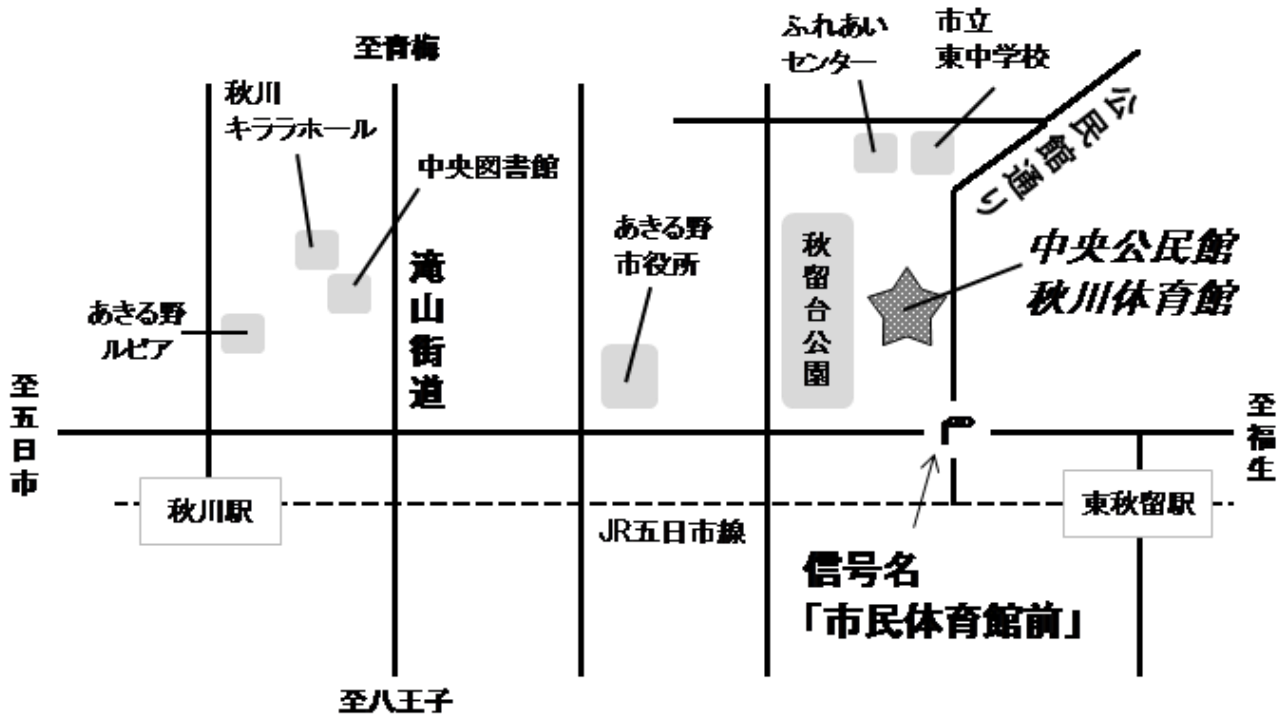 至青梅
ふれあい
センター
市立
東中学校
秋川
キララホール
中央図書館
公民館通り
あきる野
市役所
滝山街道
秋留台公園
中央公民館
秋川体育館
あきる野
ルピア
至五日市
至福生
秋川駅
JR五日市線
東秋留駅
信号名
「市民体育館前」
至八王子